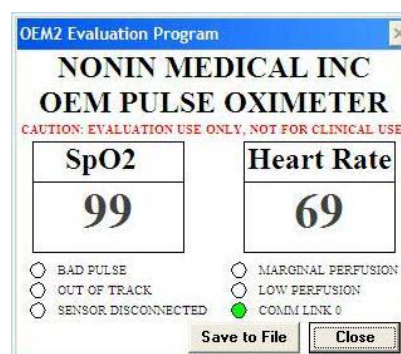 OEM2 Evaluation Program
NONIN MEDICAL INC
OEM PULSE OXIMETER
CAUTION: EVALUATION USE ONLY, NOT FOR CLINICAL USE
SpO2 Heart Rate
99 69
BAD PULSE MARGINAL PERFUSION
OUT OF TRACK LOW PERFUSION
SENSOR DISCONNECTED COMM LINK 0
Save to File Close